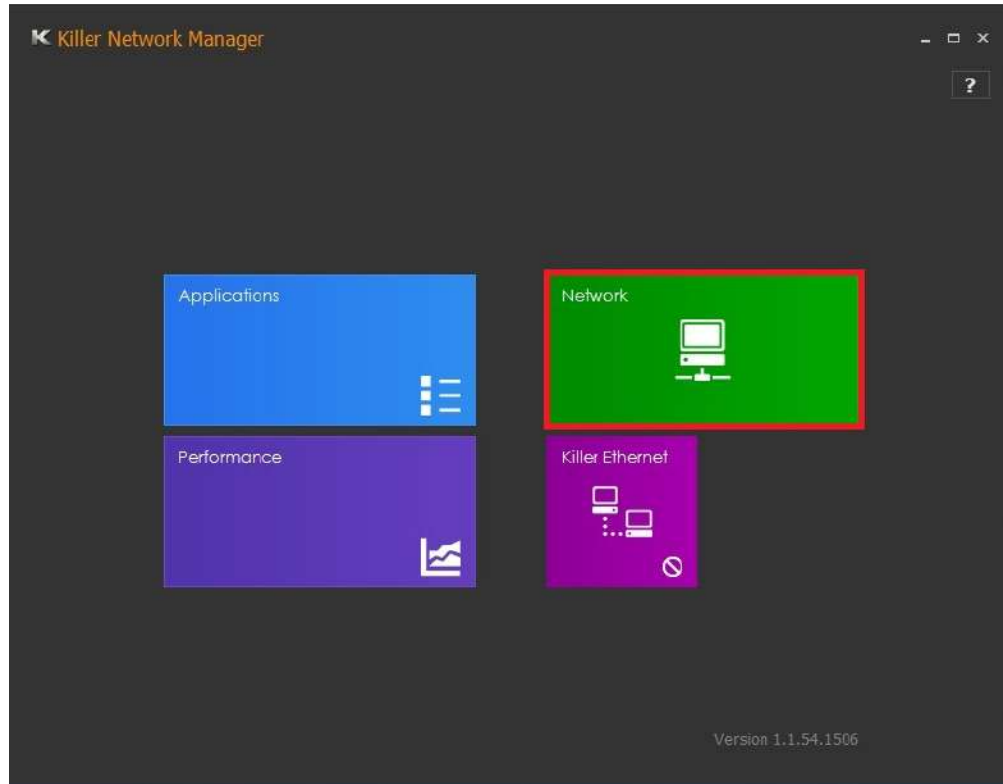 Killer Network Manager
?
Applications
Network
Performance
Killer Ethernet
Version 1.1.54.1506